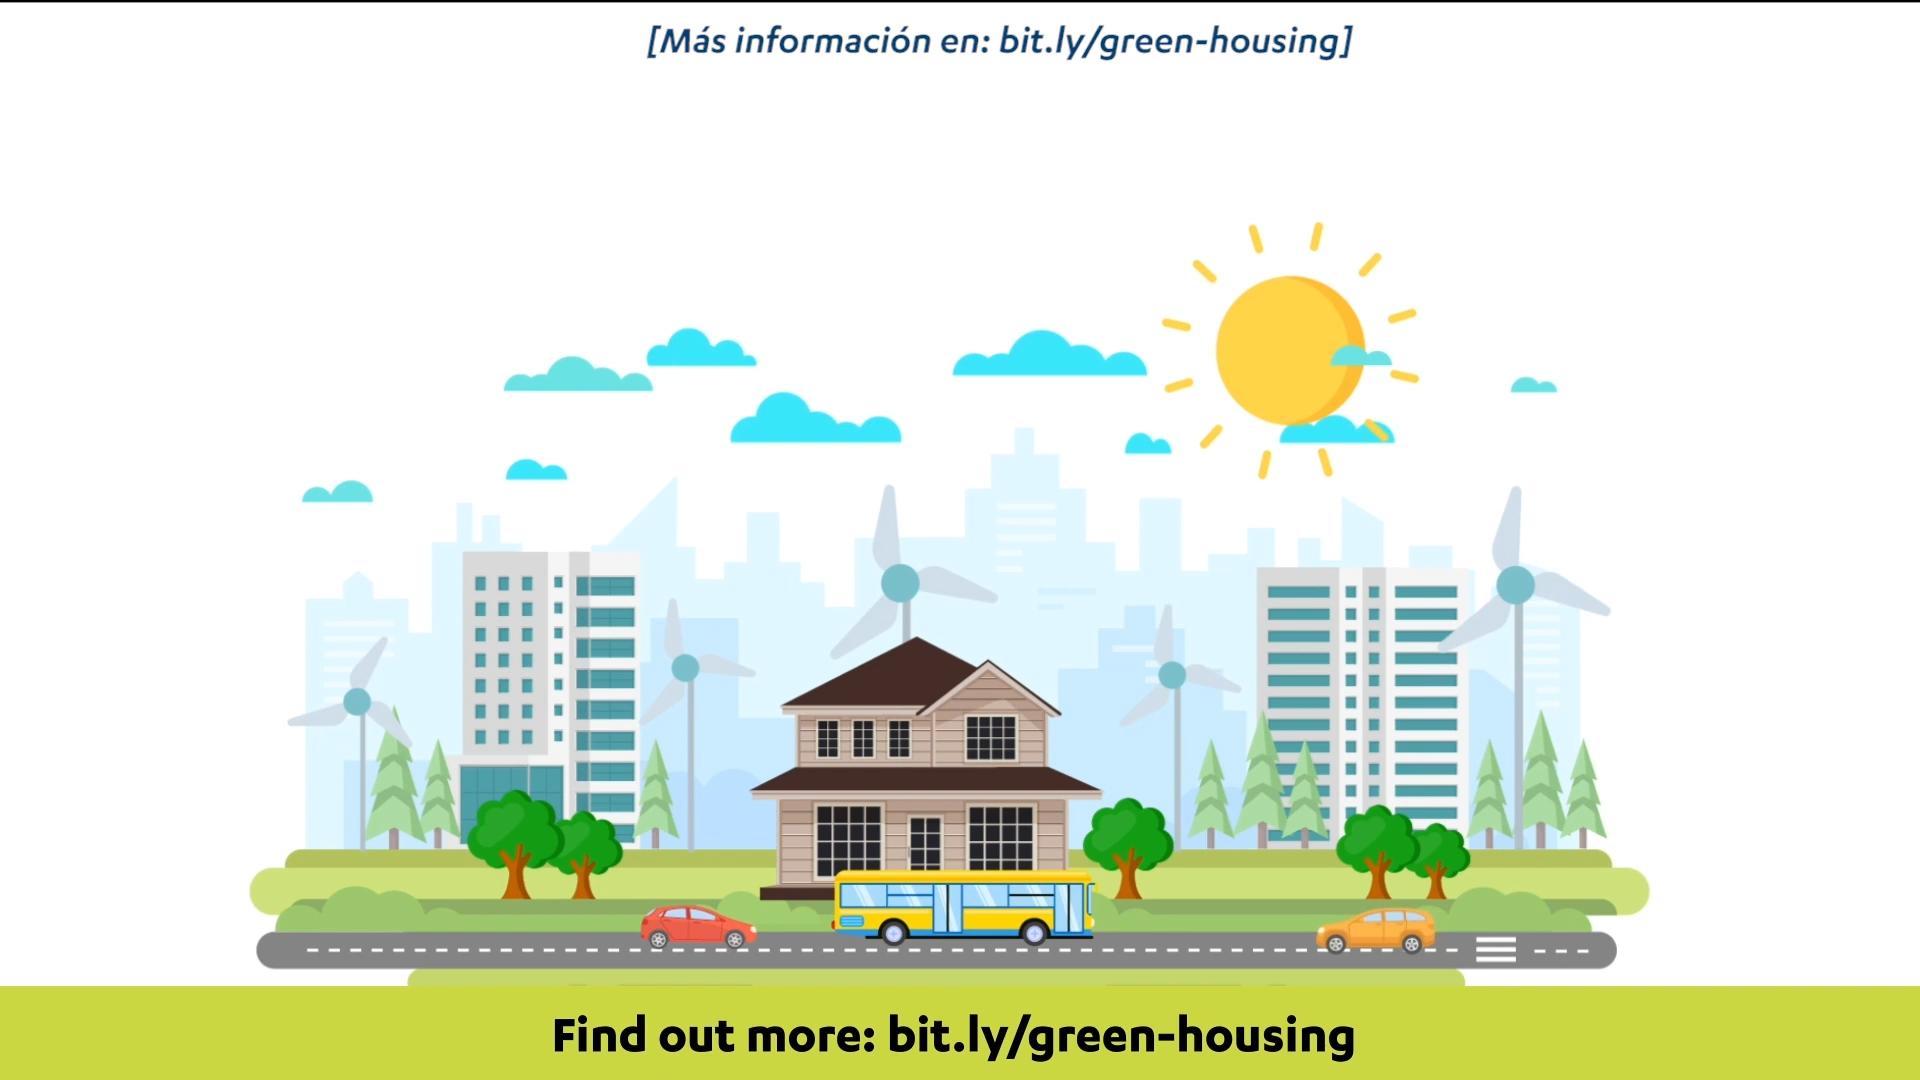 [Más información en: bit.ly/green-housing]
Find out more: bit.ly/green-housing